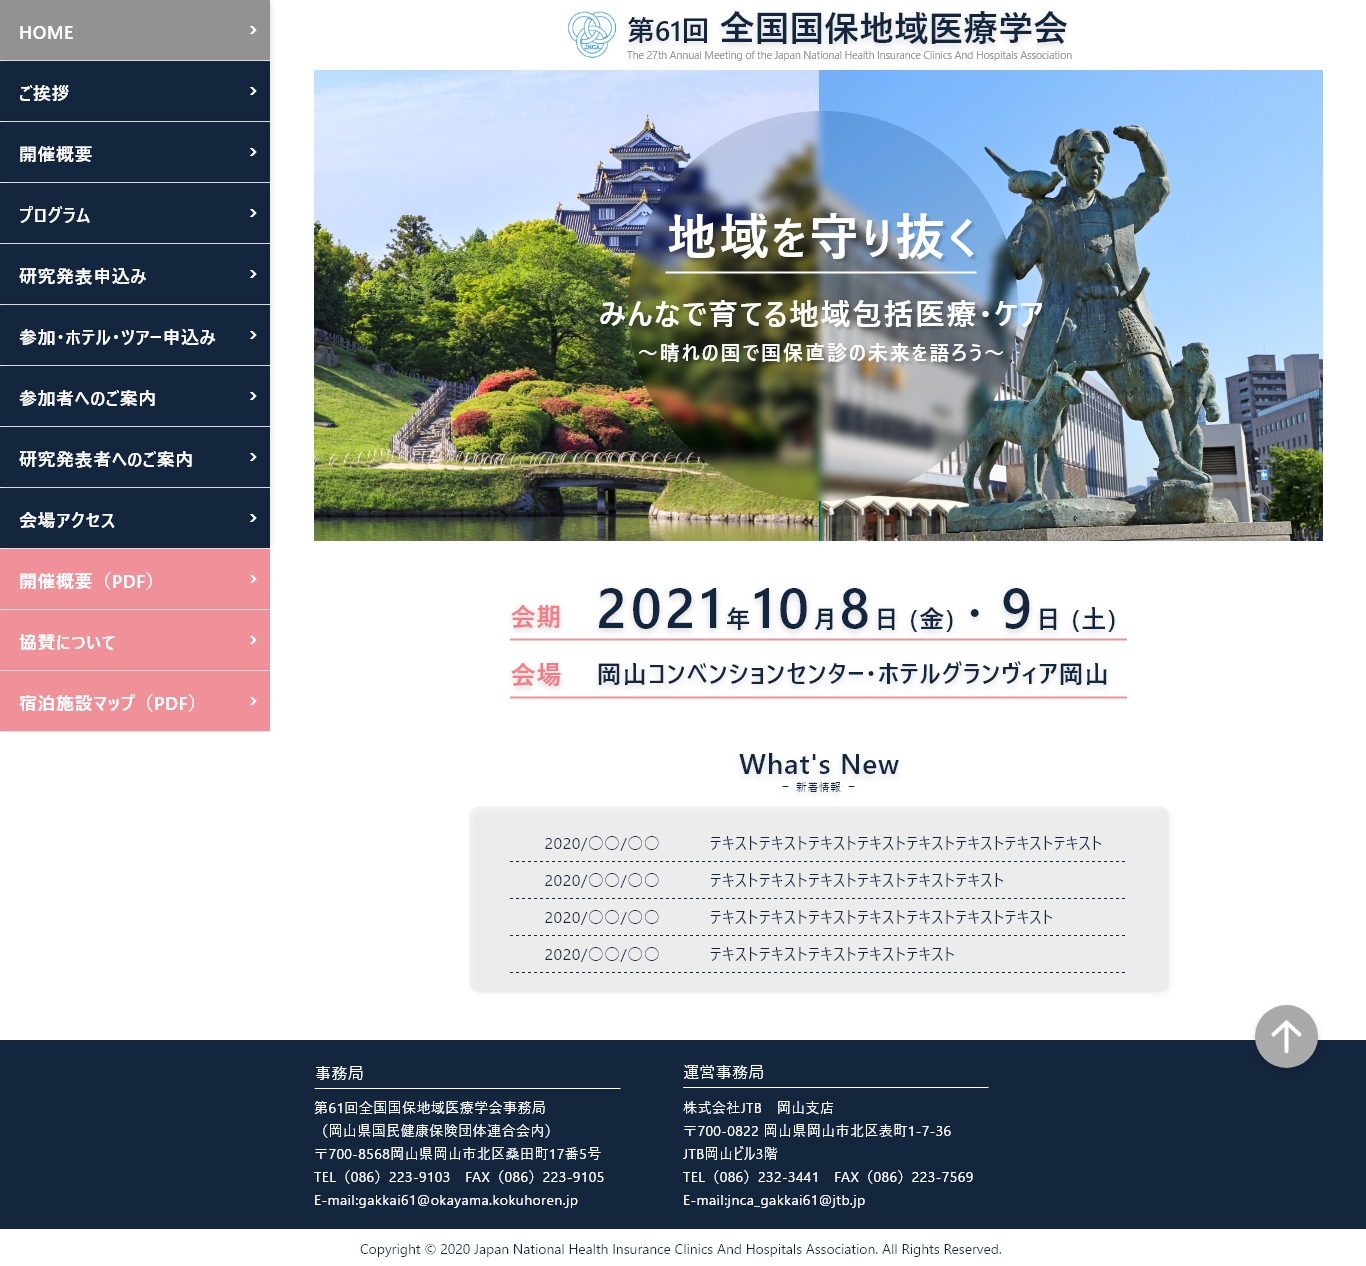 HOME
ご挨拶
開催概要
プログラム
研究発表申込み
参加・ホテル・ツアー申込み
参加者へのご案内
研究発表者へのご案内
会場アクセス
開催概要（PDF）
協賛について
宿泊施設マップ（PDF）
JNCA
第61回 全国国保地域医療学会
The 27th Annual Meeting of the Japan National Health Insurance Clinics And Hospitals Association
地域を守り抜く
みんなで育てる地域包括医療・ケア
～晴れの国で国保直診の未来を語ろう～
会期 2021年10月8日（金）・9日（土）
会場 岡山コンベンションセンター・ホテルグランヴィア岡山
What's New
－ 新着情報 －
2020/○○/○○ テキストテキストテキストテキストテキストテキストテキストテキスト
2020/○○/○○ テキストテキストテキストテキストテキストテキスト
2020/○○/○○ テキストテキストテキストテキストテキストテキストテキスト
2020/○○/○○ テキストテキストテキストテキストテキスト
事務局
第61回全国国保地域医療学会事務局
（岡山県国民健康保険団体連合会内）
〒700-8568岡山県岡山市北区桑田町17番5号
TEL（086）223-9103　FAX（086）223-9105
E-mail:gakkai61@okayama.kokuhoren.jp
運営事務局
株式会社JTB　岡山支店
〒700-0822 岡山県岡山市北区表町1-7-36
JTB岡山ビル3階
TEL（086）232-3441　FAX（086）223-7569
E-mail:jnca_gakkai61@jtb.jp
Copyright © 2020 Japan National Health Insurance Clinics And Hospitals Association. All Rights Reserved.